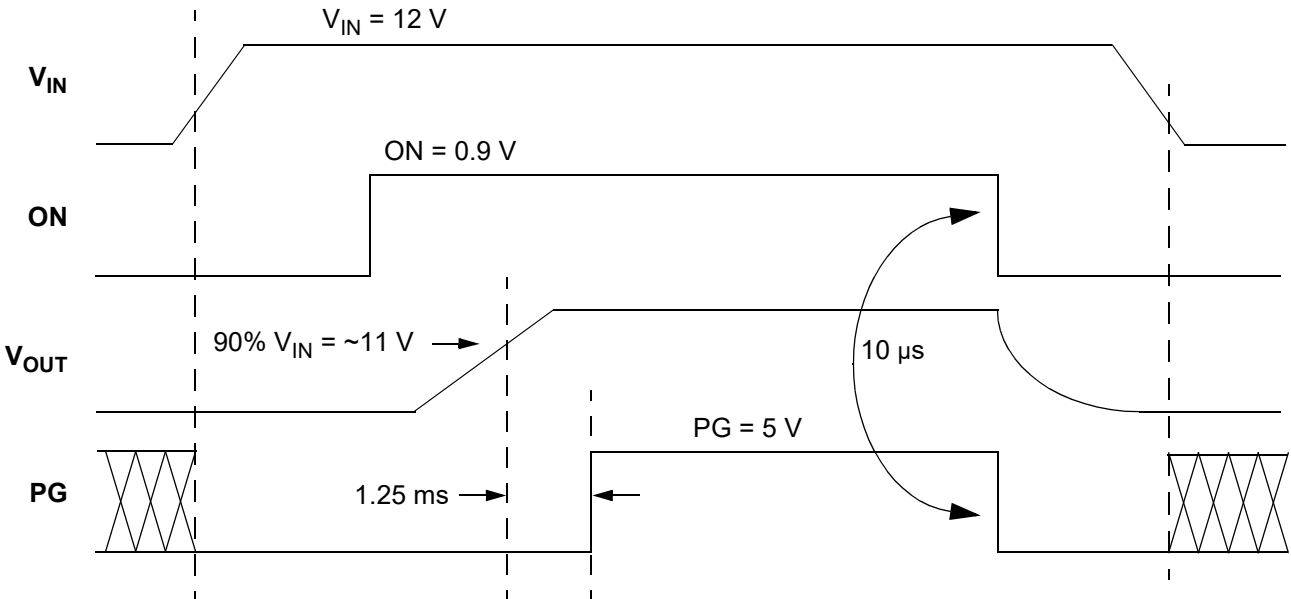 V_IN = 12 V
V_IN
ON = 0.9 V
ON
90% V_IN = ~11 V
V_OUT
10 µs
PG = 5 V
PG
1.25 ms